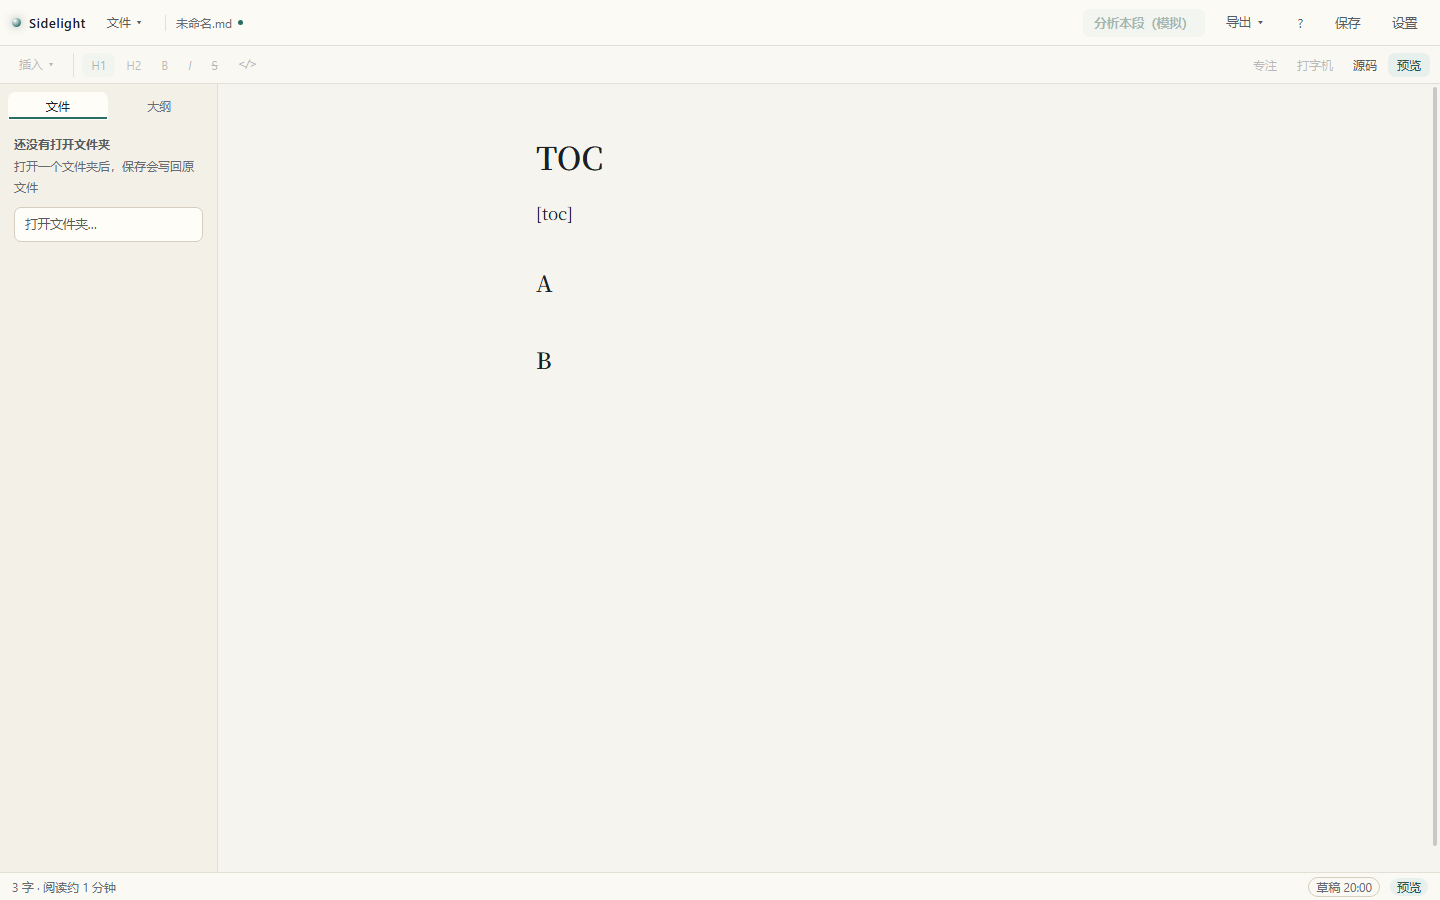 Sidelight 文件 未命名.md 分析本段（模拟） 导出 ? 保存 设置
插入 H1 H2 B I S </> 专注 打字机 源码 预览
文件 大纲
还没有打开文件夹
打开一个文件夹后，保存会写回原
文件
打开文件夹...
TOC
[toc]
A
B
3 字 · 阅读约 1 分钟 草稿 20:00 预览